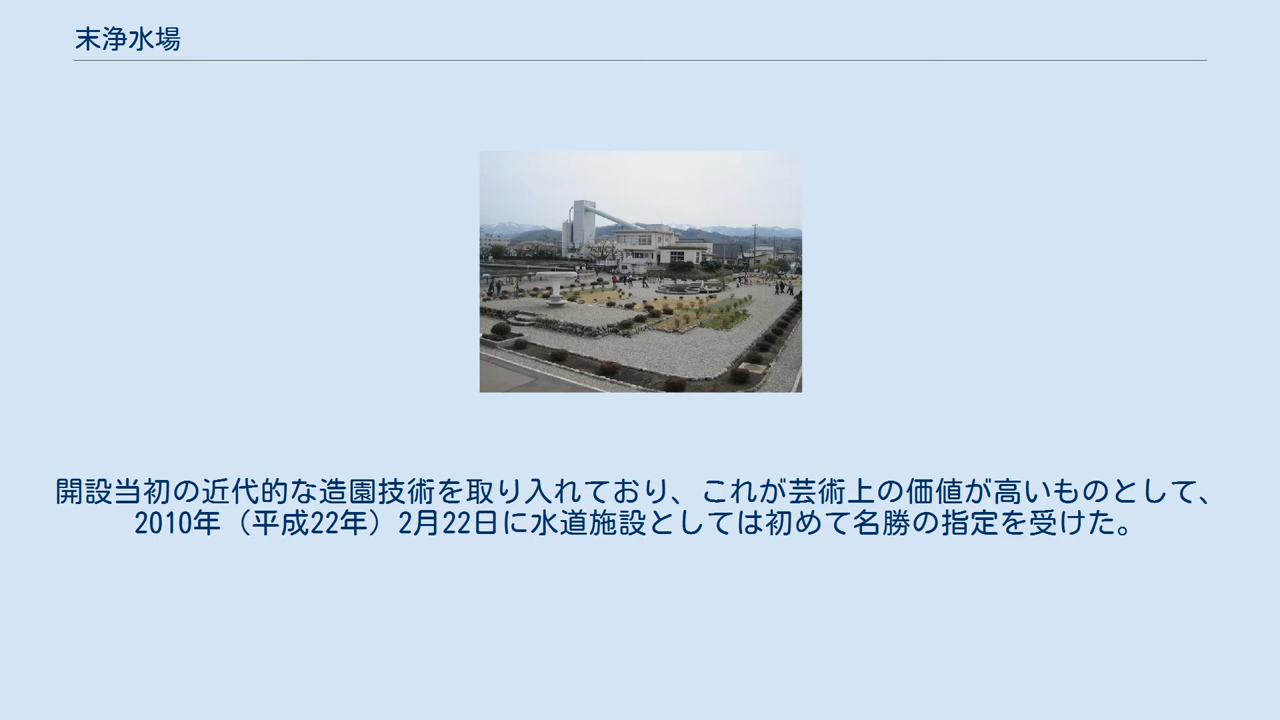 末浄水場
開設当初の近代的な造園技術を取り入れており、これが芸術上の価値が高いものとして、
2010年（平成22年）2月22日に水道施設としては初めて名勝の指定を受けた。